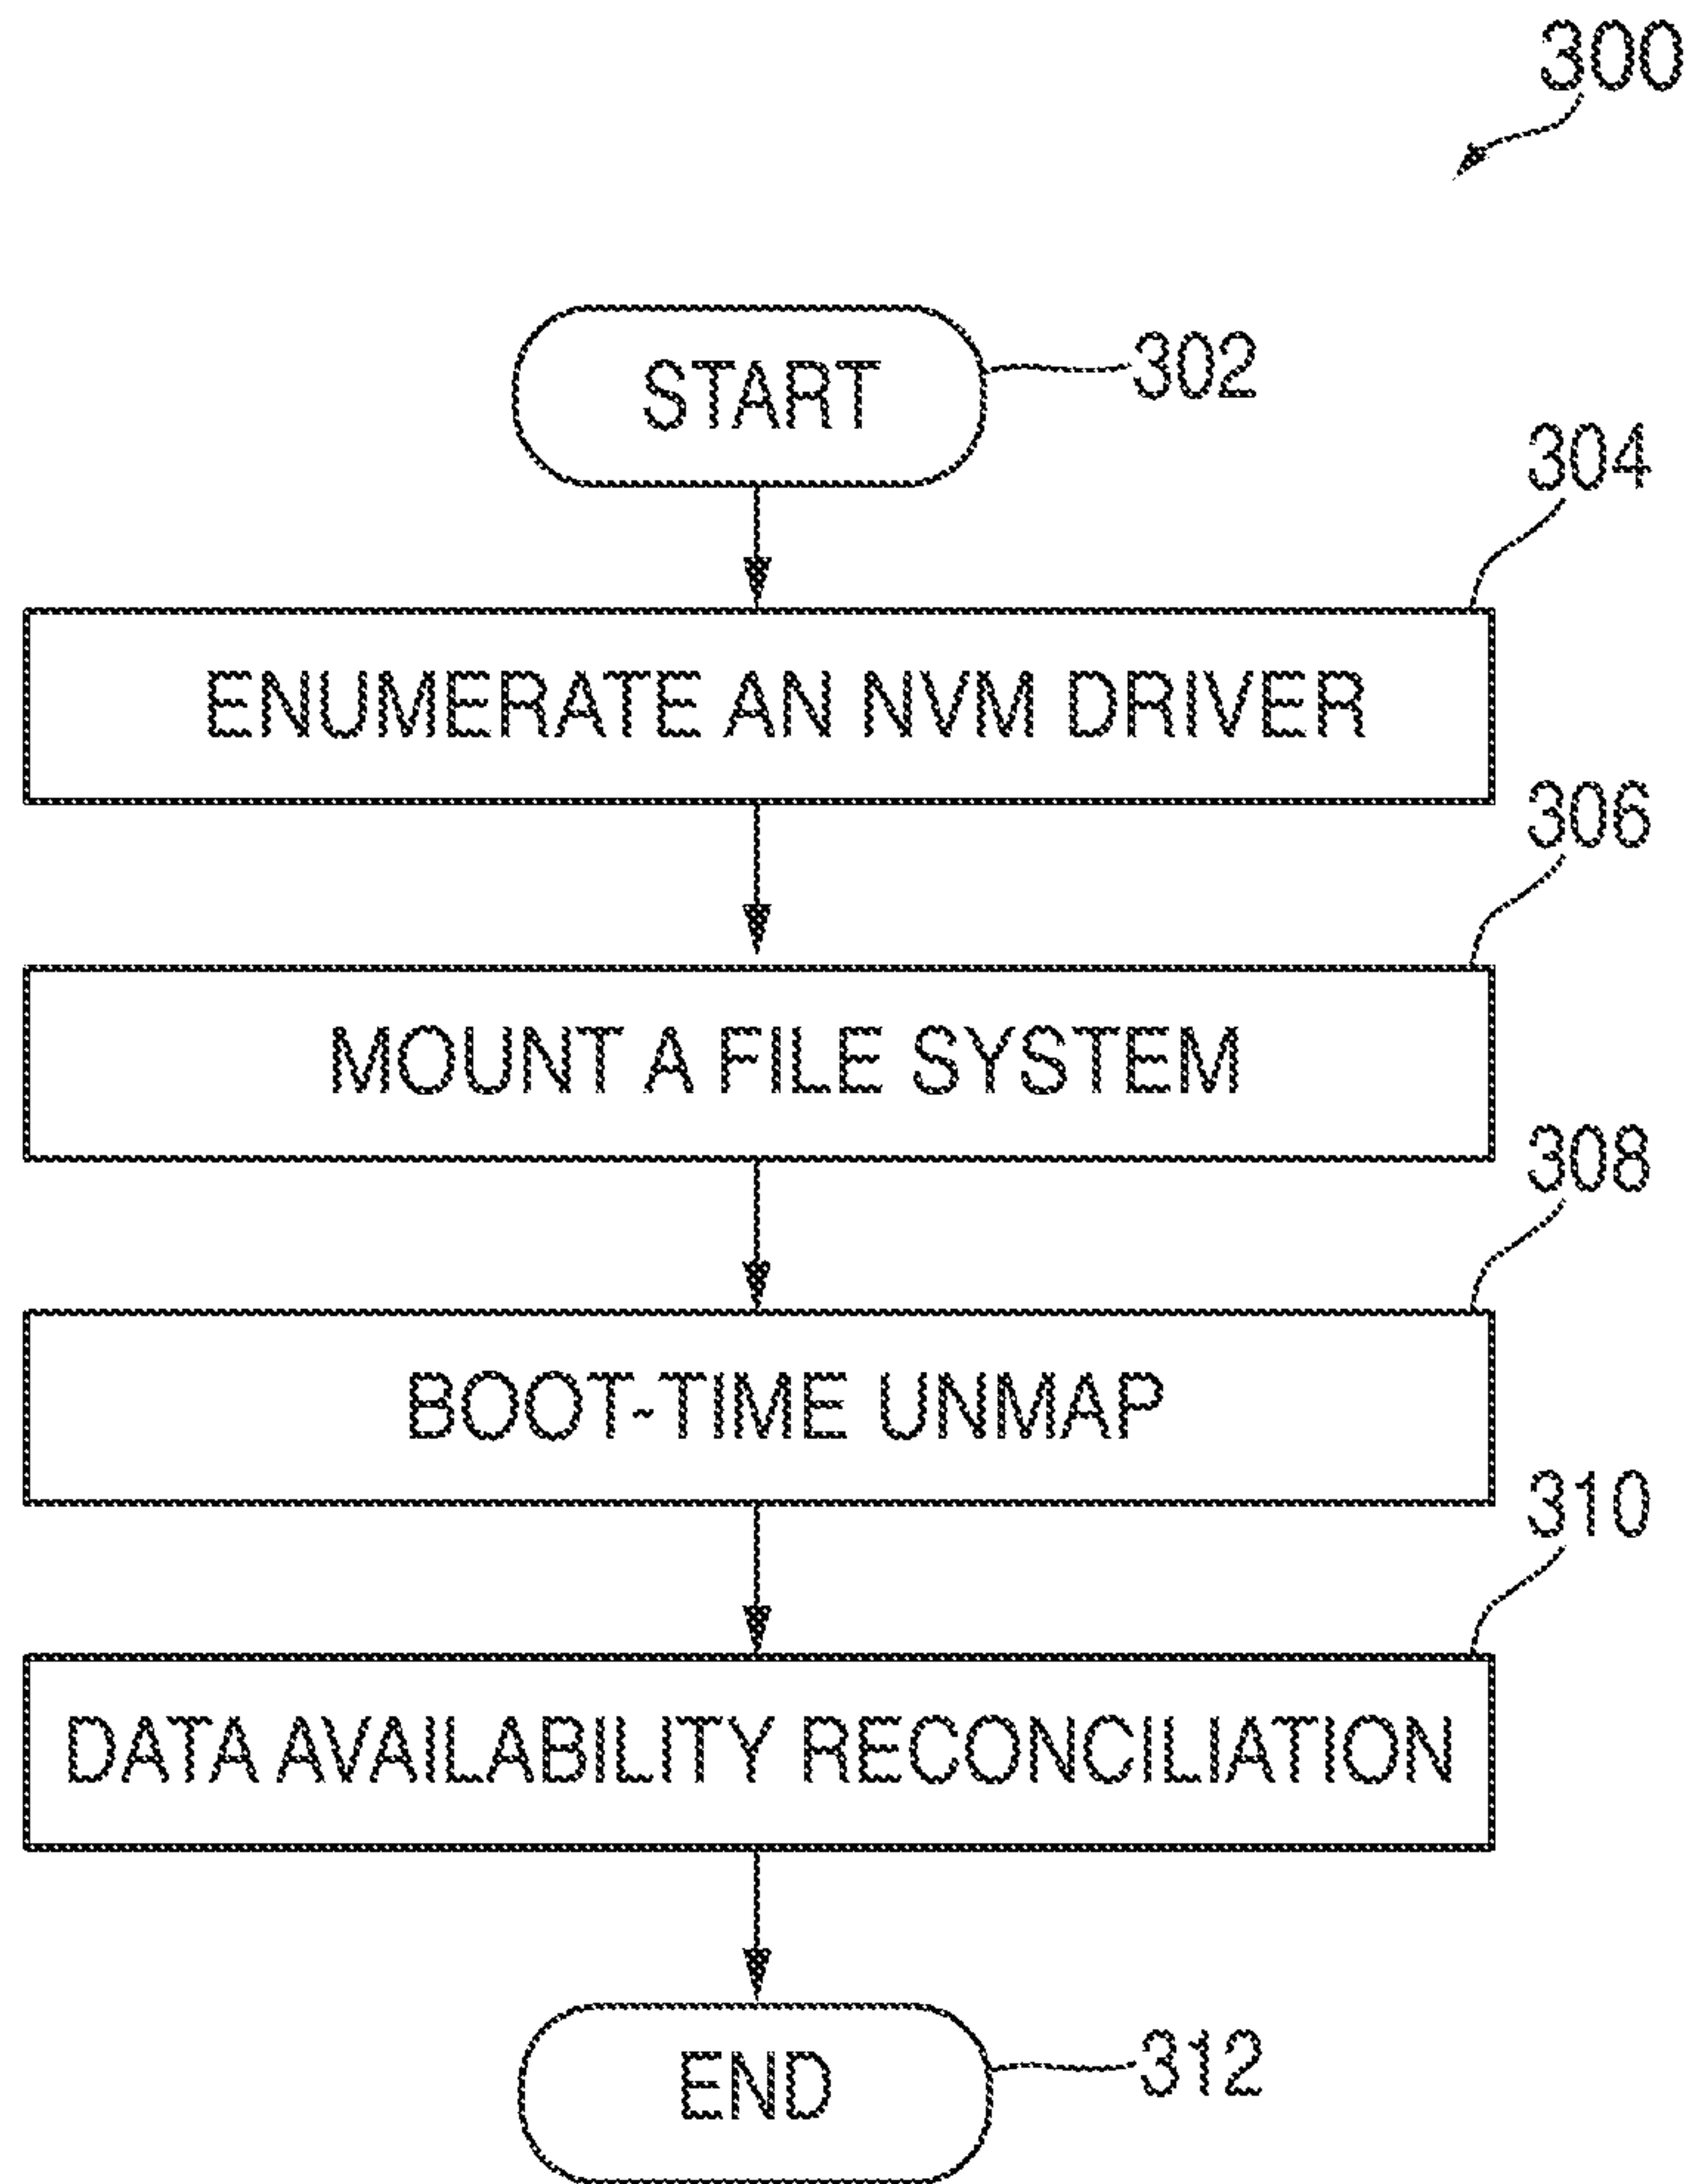 300
START
302
304
ENUMERATE AN NVM DRIVER
306
MOUNT A FILE SYSTEM
308
BOOT-TIME UNMAP
310
DATA AVAILABILITY RECONCILIATION
END
312